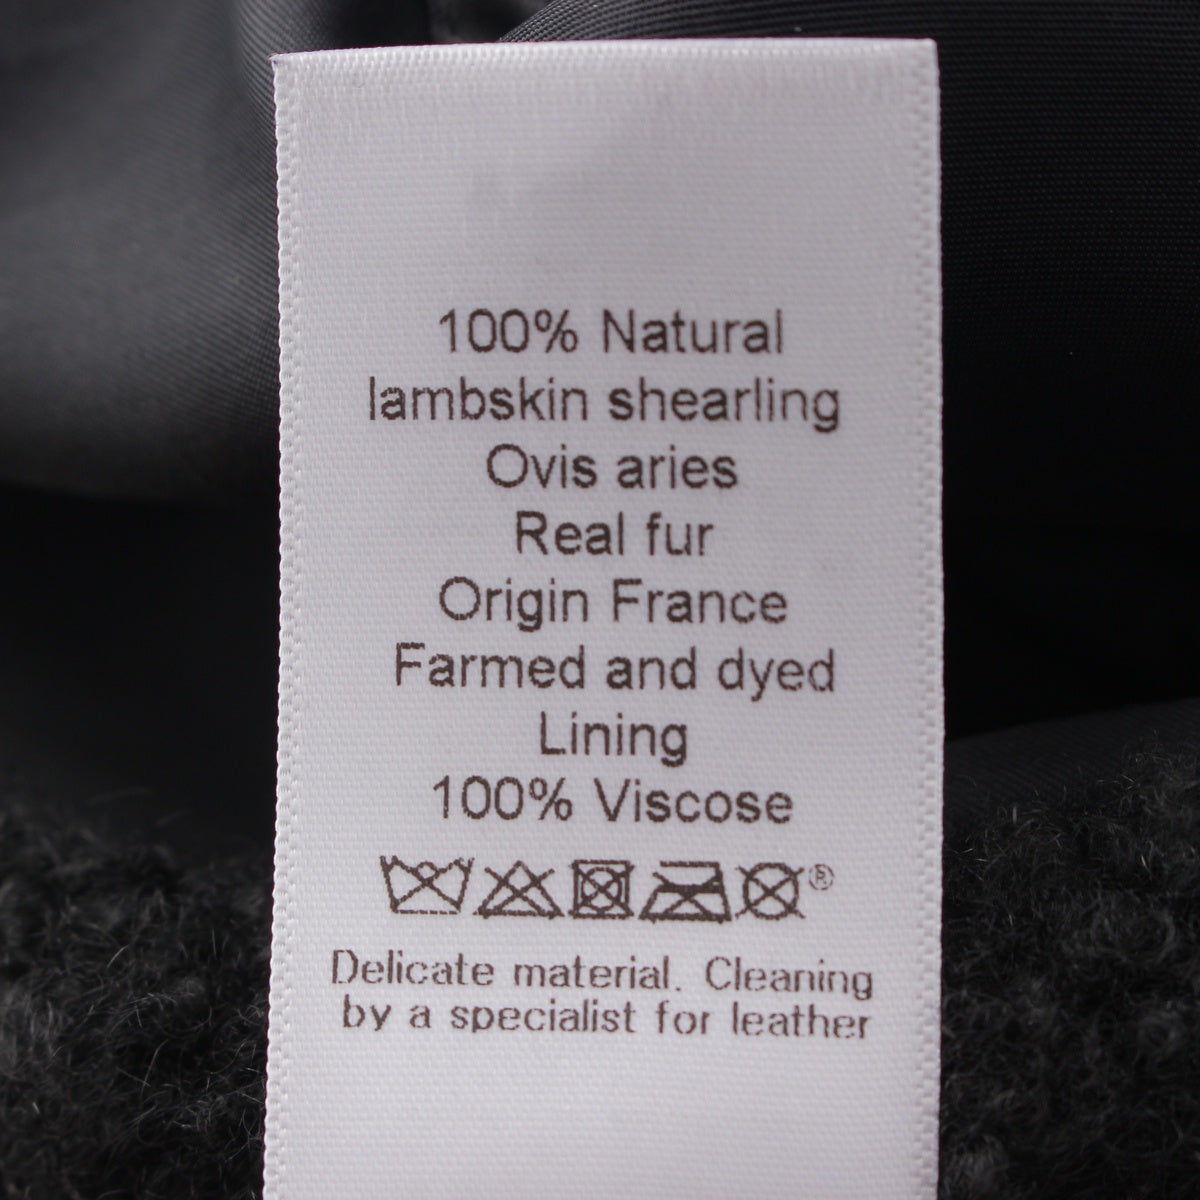 100% Natural
lambskin shearling
Ovis aries
Real fur
Origin France
Farmed and dyed
Lining
100% Viscose
®
Delicate material. Cleaning
by a specialist for leather